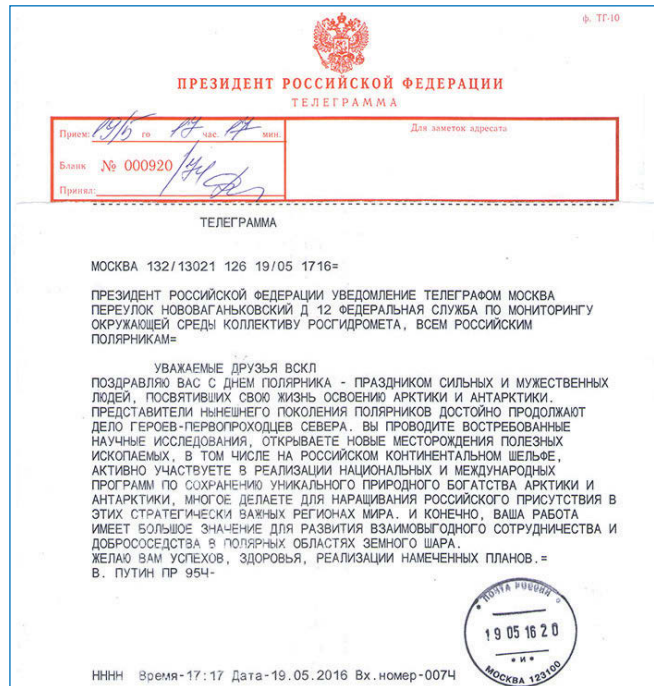 ф. ТГ-10
ПРЕЗИДЕНТ РОССИЙСКОЙ ФЕДЕРАЦИИ
ТЕЛЕГРАММА
Прием: 19/5 го 17 час. 17 мин.
Для заметок адресата
Бланк № 000920
Принял:
ТЕЛЕГРАММА
МОСКВА 132/13021 126 19/05 1716=
ПРЕЗИДЕНТ РОССИЙСКОЙ ФЕДЕРАЦИИ УВЕДОМЛЕНИЕ ТЕЛЕГРАФОМ МОСКВА
ПЕРЕУЛОК НОВОВАГАНЬКОВСКИЙ Д 12 ФЕДЕРАЛЬНАЯ СЛУЖБА ПО МОНИТОРИНГУ
ОКРУЖАЮЩЕЙ СРЕДЫ КОЛЛЕКТИВУ РОСГИДРОМЕТА, ВСЕМ РОССИЙСКИМ
ПОЛЯРНИКАМ=
УВАЖАЕМЫЕ ДРУЗЬЯ ВСКЛ
ПОЗДРАВЛЯЮ ВАС С ДНЕМ ПОЛЯРНИКА - ПРАЗДНИКОМ СИЛЬНЫХ И МУЖЕСТВЕННЫХ
ЛЮДЕЙ, ПОСВЯТИВШИХ СВОЮ ЖИЗНЬ ОСВОЕНИЮ АРКТИКИ И АНТАРКТИКИ.
ПРЕДСТАВИТЕЛИ НЫНЕШНЕГО ПОКОЛЕНИЯ ПОЛЯРНИКОВ ДОСТОЙНО ПРОДОЛЖАЮТ
ДЕЛО ГЕРОЕВ-ПЕРВОПРОХОДЦЕВ СЕВЕРА. ВЫ ПРОВОДИТЕ ВОСТРЕБОВАННЫЕ
НАУЧНЫЕ ИССЛЕДОВАНИЯ, ОТКРЫВАЕТЕ НОВЫЕ МЕСТОРОЖДЕНИЯ ПОЛЕЗНЫХ
ИСКОПАЕМЫХ, В ТОМ ЧИСЛЕ НА РОССИЙСКОМ КОНТИНЕНТАЛЬНОМ ШЕЛЬФЕ,
АКТИВНО УЧАСТВУЕТЕ В РЕАЛИЗАЦИИ НАЦИОНАЛЬНЫХ И МЕЖДУНАРОДНЫХ
ПРОГРАММ ПО СОХРАНЕНИЮ УНИКАЛЬНОГО ПРИРОДНОГО БОГАТСТВА АРКТИКИ И
АНТАРКТИКИ, МНОГОЕ ДЕЛАЕТЕ ДЛЯ НАРАЩИВАНИЯ РОССИЙСКОГО ПРИСУТСТВИЯ В
ЭТИХ СТРАТЕГИЧЕСКИ ВАЖНЫХ РЕГИОНАХ МИРА. И КОНЕЧНО, ВАША РАБОТА
ИМЕЕТ БОЛЬШОЕ ЗНАЧЕНИЕ ДЛЯ РАЗВИТИЯ ВЗАИМОВЫГОДНОГО СОТРУДНИЧЕСТВА И
ДОБРОСОСЕДСТВА В ПОЛЯРНЫХ ОБЛАСТЯХ ЗЕМНОГО ШАРА.
ЖЕЛАЮ ВАМ УСПЕХОВ, ЗДОРОВЬЯ, РЕАЛИЗАЦИИ НАМЕЧЕННЫХ ПЛАНОВ.=
В. ПУТИН ПР 954-
ПОЧТА РОССИИ
19 05 16 20
И
МОСКВА 123100
НННН Время-17:17 Дата-19.05.2016 Вх.номер-0074